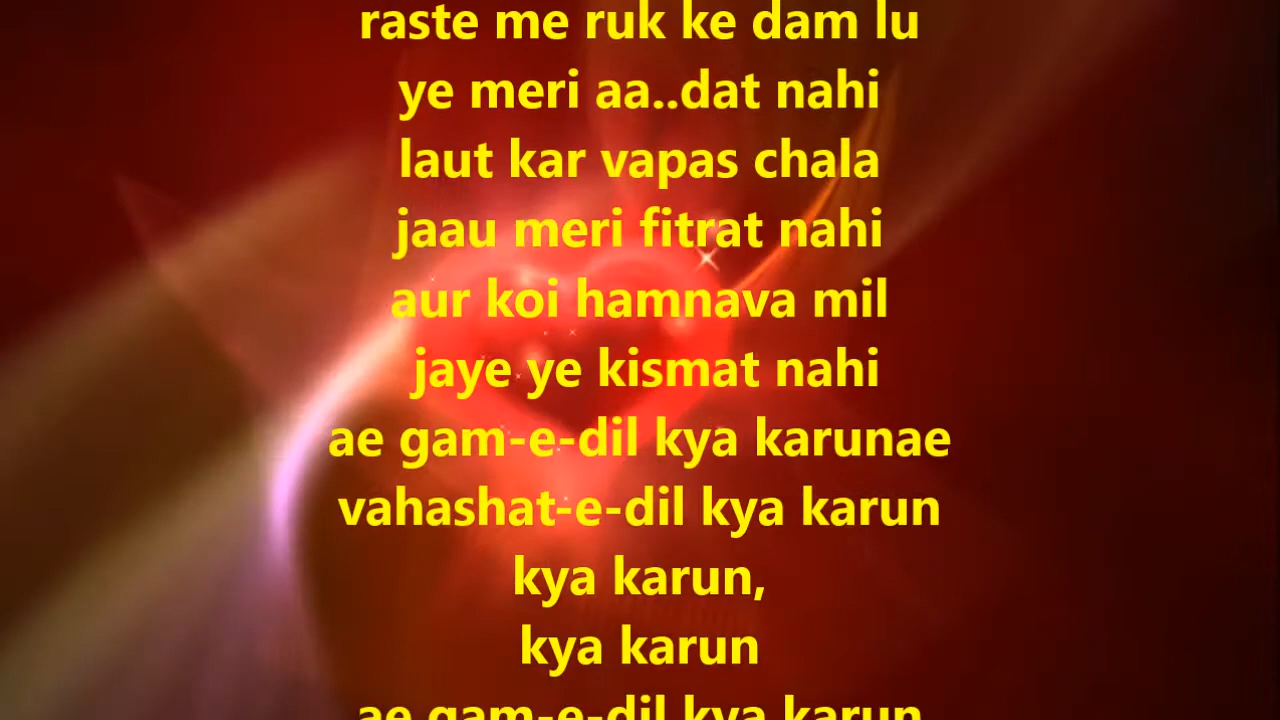 raste me ruk ke dam lu
ye meri aa..dat nahi
laut kar vapas chala
jaau meri fitrat nahi
aur koi hamnava mil
jaye ye kismat nahi
ae gam-e-dil kya karunae
vahashat-e-dil kya karun
kya karun,
kya karun
ae gam-e-dil kya karun